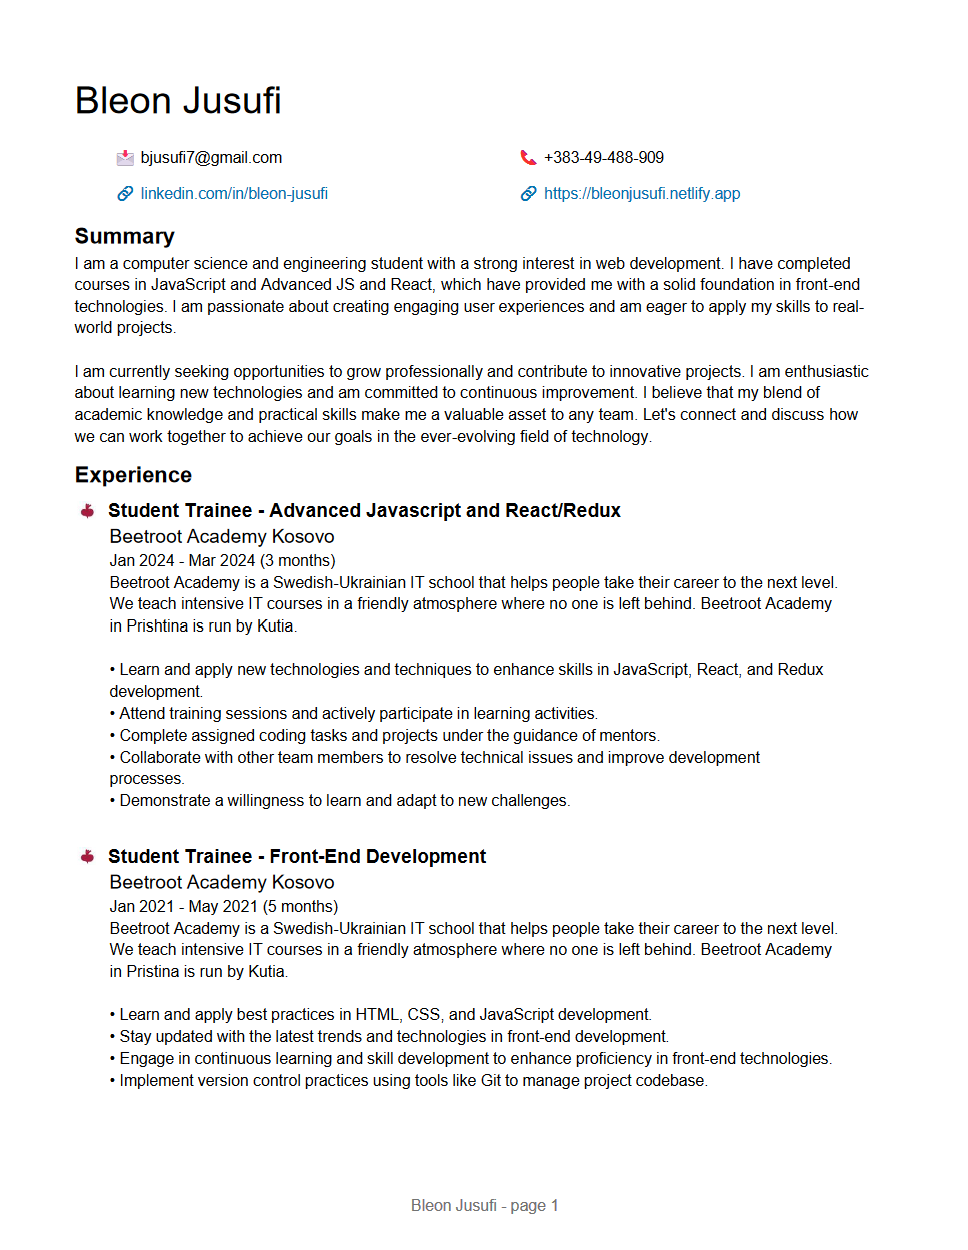 Bleon Jusufi
bjusufi7@gmail.com
+383-49-488-909
linkedin.com/in/bleon-jusufi
https://bleonjusufi.netlify.app
Summary
I am a computer science and engineering student with a strong interest in web development. I have completed
courses in JavaScript and Advanced JS and React, which have provided me with a solid foundation in front-end
technologies. I am passionate about creating engaging user experiences and am eager to apply my skills to real-
world projects.
I am currently seeking opportunities to grow professionally and contribute to innovative projects. I am enthusiastic
about learning new technologies and am committed to continuous improvement. I believe that my blend of
academic knowledge and practical skills make me a valuable asset to any team. Let's connect and discuss how
we can work together to achieve our goals in the ever-evolving field of technology.
Experience
Student Trainee - Advanced Javascript and React/Redux
Beetroot Academy Kosovo
Jan 2024 - Mar 2024 (3 months)
Beetroot Academy is a Swedish-Ukrainian IT school that helps people take their career to the next level.
We teach intensive IT courses in a friendly atmosphere where no one is left behind. Beetroot Academy
in Prishtina is run by Kutia.
• Learn and apply new technologies and techniques to enhance skills in JavaScript, React, and Redux
development.
• Attend training sessions and actively participate in learning activities.
• Complete assigned coding tasks and projects under the guidance of mentors.
• Collaborate with other team members to resolve technical issues and improve development
processes.
• Demonstrate a willingness to learn and adapt to new challenges.
Student Trainee - Front-End Development
Beetroot Academy Kosovo
Jan 2021 - May 2021 (5 months)
Beetroot Academy is a Swedish-Ukrainian IT school that helps people take their career to the next level.
We teach intensive IT courses in a friendly atmosphere where no one is left behind. Beetroot Academy
in Pristina is run by Kutia.
• Learn and apply best practices in HTML, CSS, and JavaScript development.
• Stay updated with the latest trends and technologies in front-end development.
• Engage in continuous learning and skill development to enhance proficiency in front-end technologies.
• Implement version control practices using tools like Git to manage project codebase.
Bleon Jusufi - page 1